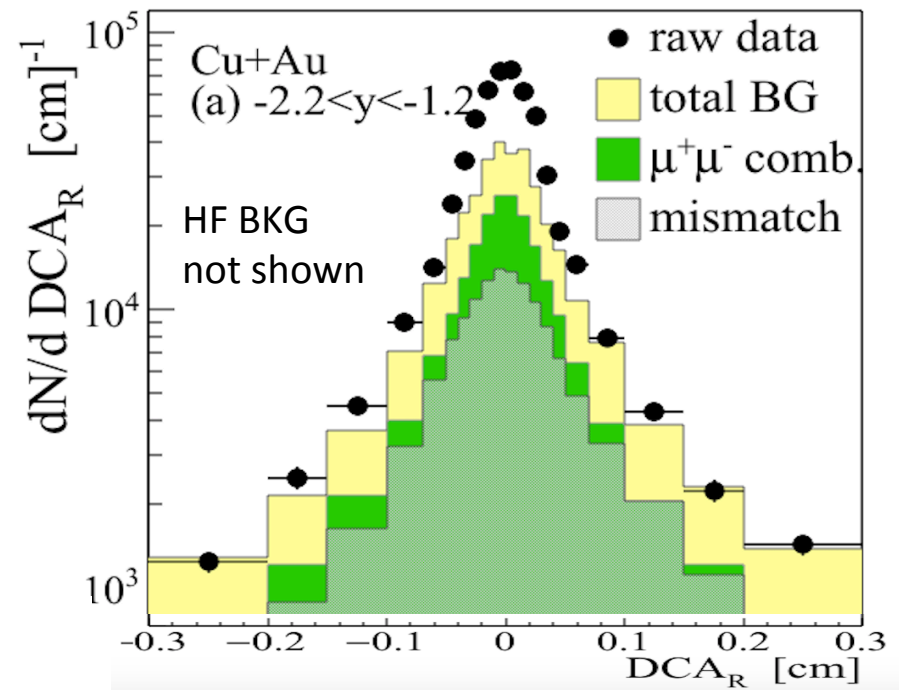 10⁵
Cu+Au
(a) -2.2<y<-1.2
HF BKG
not shown
raw data
total BG
μ⁺μ⁻ comb.
mismatch
dN/d DCA_R [cm]⁻¹
10⁴
10³
-0.3 −0.2 −0.1 0 0.1 0.2 0.3
DCA_R [cm]